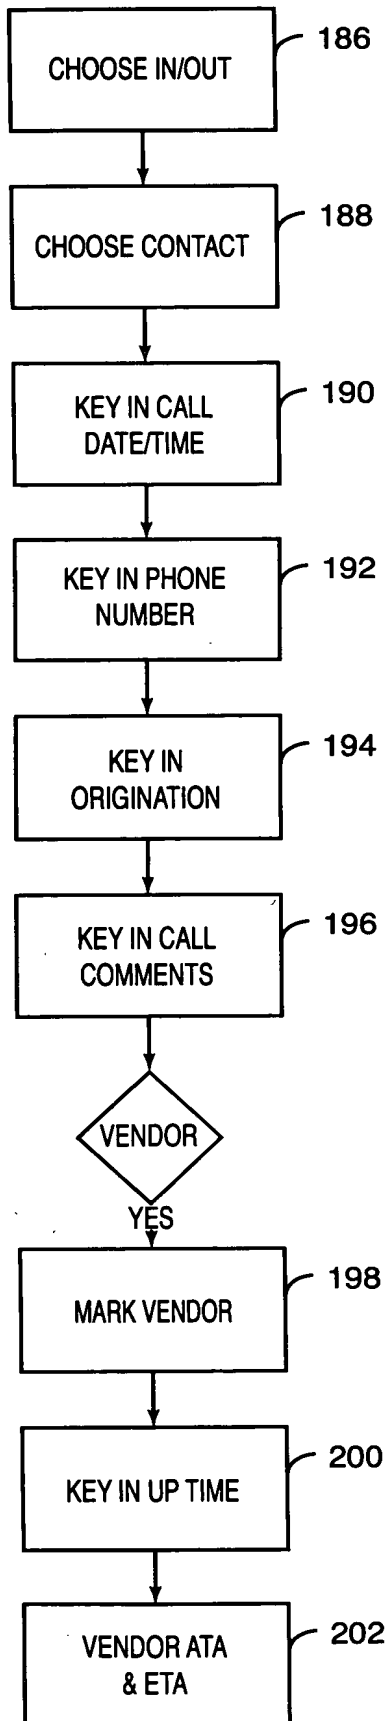 CHOOSE IN/OUT
186
CHOOSE CONTACT
188
KEY IN CALL
DATE/TIME
190
KEY IN PHONE
NUMBER
192
KEY IN
ORIGINATION
194
KEY IN CALL
COMMENTS
196
VENDOR
YES
MARK VENDOR
198
KEY IN UP TIME
200
VENDOR ATA
& ETA
202